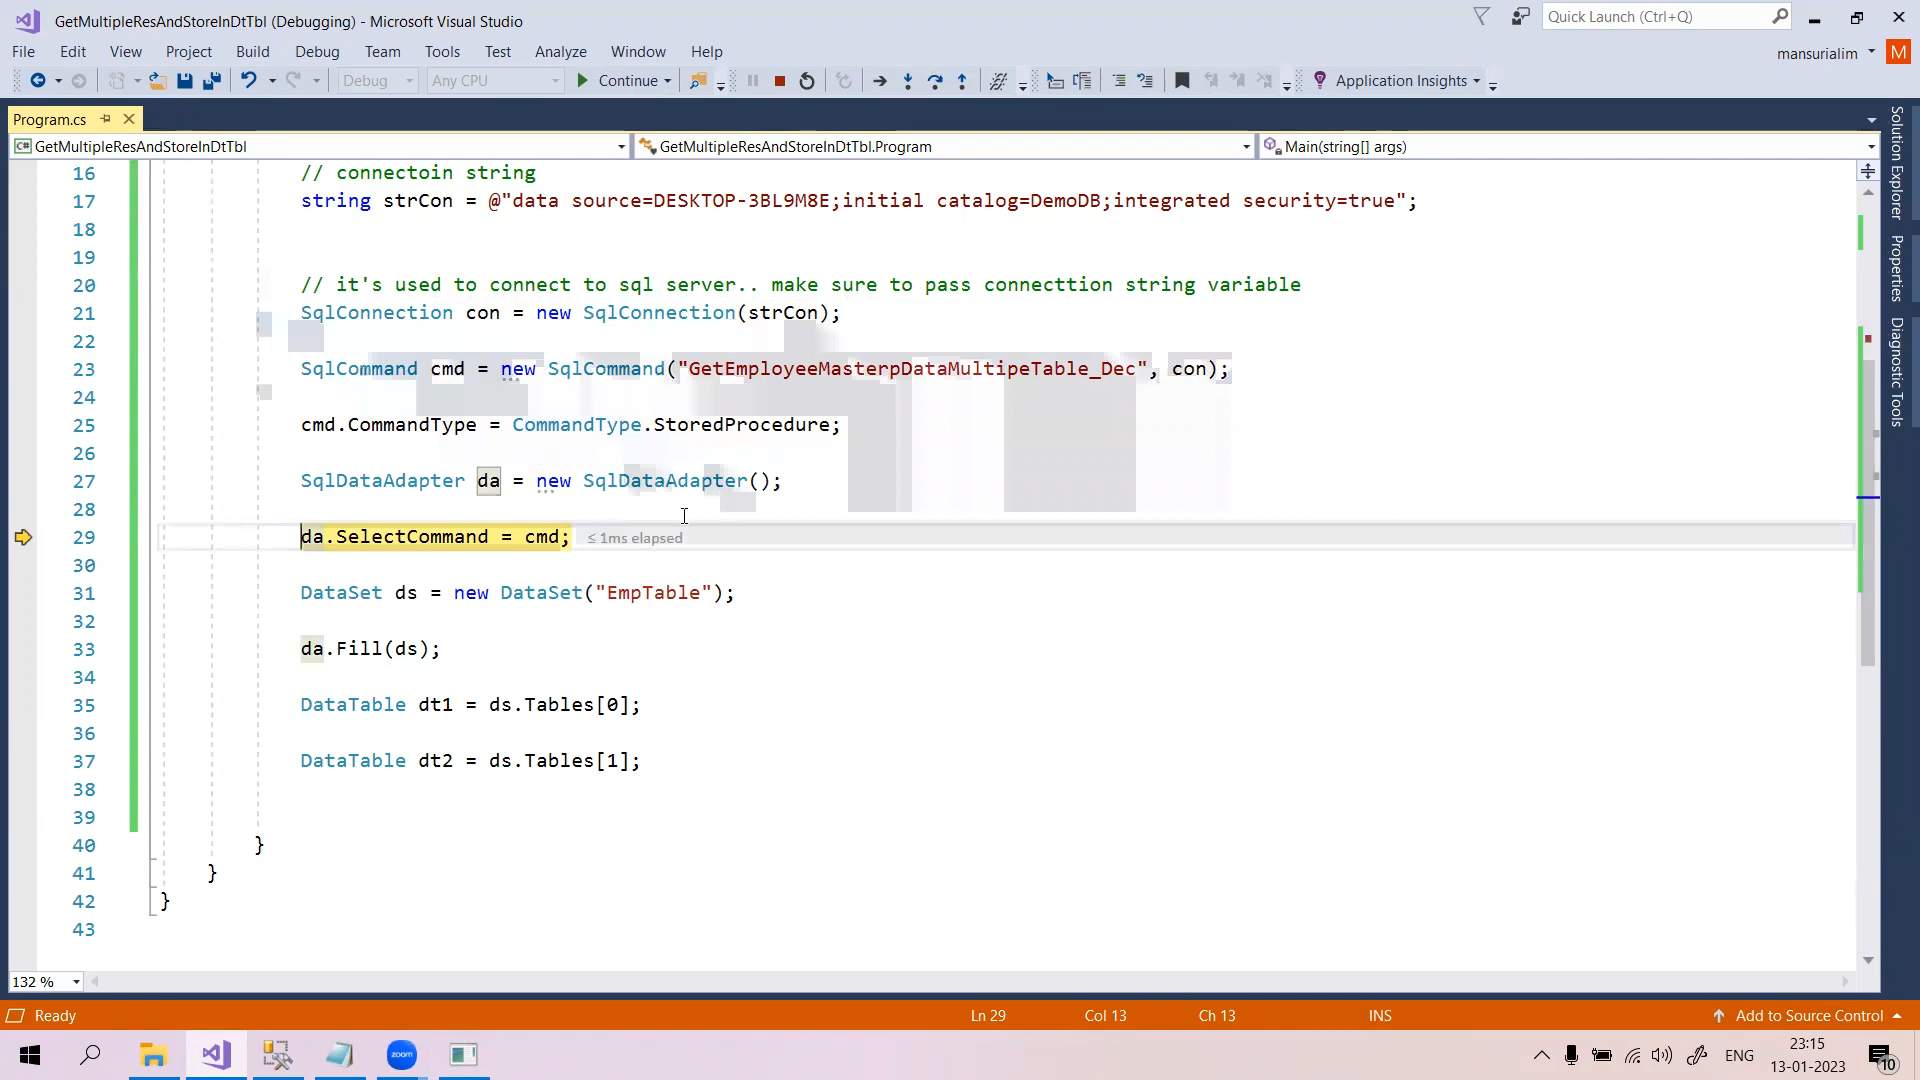 GetMultipleResAndStoreInDtTbl (Debugging) - Microsoft Visual Studio
Quick Launch (Ctrl+Q)
File Edit View Project Build Debug Team Tools Test Analyze Window Help
mansurialim M
Debug Any CPU Continue Application Insights
Program.cs
C# GetMultipleResAndStoreInDtTbl GetMultipleResAndStoreInDtTbl.Program Main(string[] args)
16 // connectoin string
17 string strCon = @"data source=DESKTOP-3BL9M8E;initial catalog=DemoDB;integrated security=true";
18
19
20 // it's used to connect to sql server.. make sure to pass connecttion string variable
21 SqlConnection con = new SqlConnection(strCon);
22
23 SqlCommand cmd = new SqlCommand("GetEmployeeMasterpDataMultipeTable_Dec", con);
24
25 cmd.CommandType = CommandType.StoredProcedure;
26
27 SqlDataAdapter da = new SqlDataAdapter();
28
29 da.SelectCommand = cmd; ≤ 1ms elapsed
30
31 DataSet ds = new DataSet("EmpTable");
32
33 da.Fill(ds);
34
35 DataTable dt1 = ds.Tables[0];
36
37 DataTable dt2 = ds.Tables[1];
38
39
40 }
41 }
42 }
43
Solution Explorer
Properties
Diagnostic Tools
132 %
Ready Ln 29 Col 13 Ch 13 INS Add to Source Control
zoom
ENG
23:15
13-01-2023
10